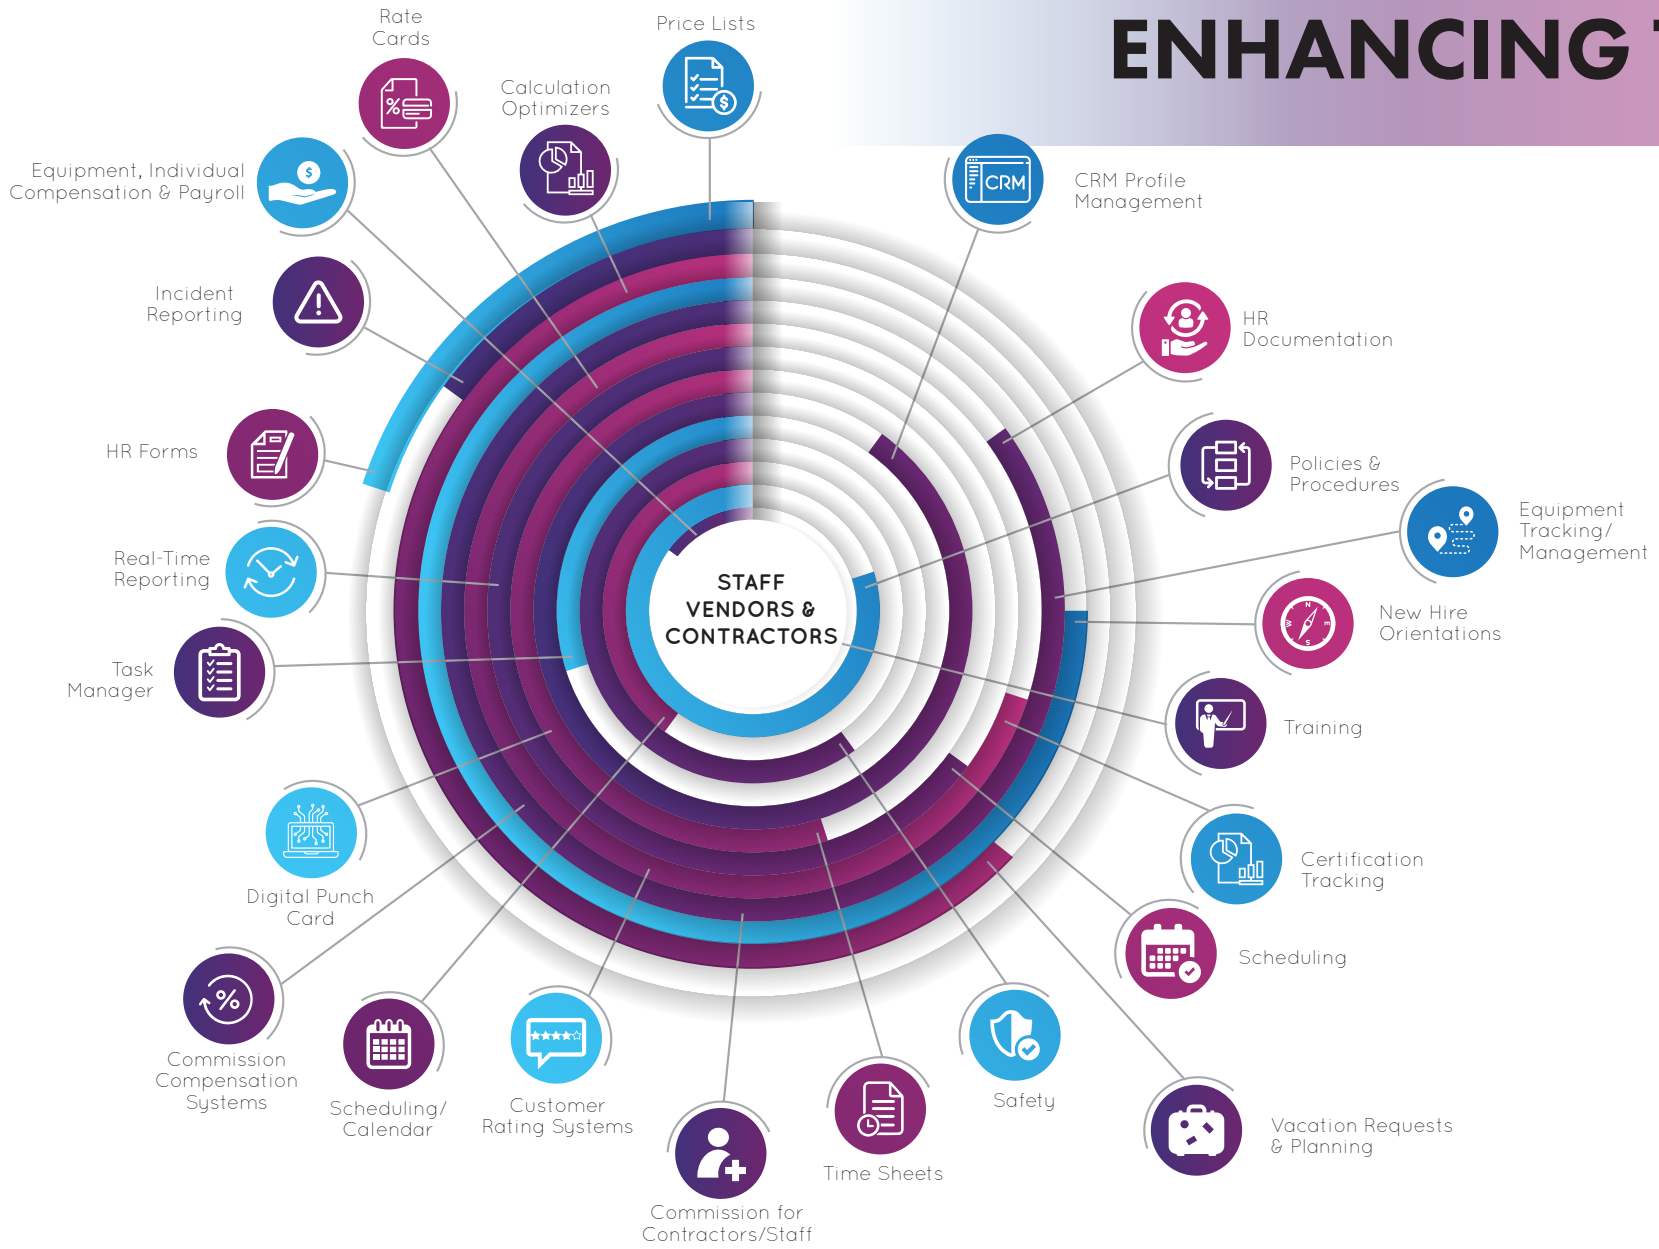 ENHANCING
Rate
Cards
Price Lists
Calculation
Optimizers
Equipment, Individual
Compensation & Payroll
CRM
CRM Profile
Management
Incident
Reporting
HR
Documentation
HR Forms
Policies &
Procedures
Equipment
Tracking/
Management
Real-Time
Reporting
STAFF
VENDORS &
CONTRACTORS
N
E
S
W
New Hire
Orientations
Task
Manager
Training
Digital Punch
Card
Certification
Tracking
Scheduling
Commission
Compensation
Systems
Scheduling/
Calendar
Customer
Rating Systems
Safety
Time Sheets
Vacation Requests
& Planning
Commission for
Contractors/Staff